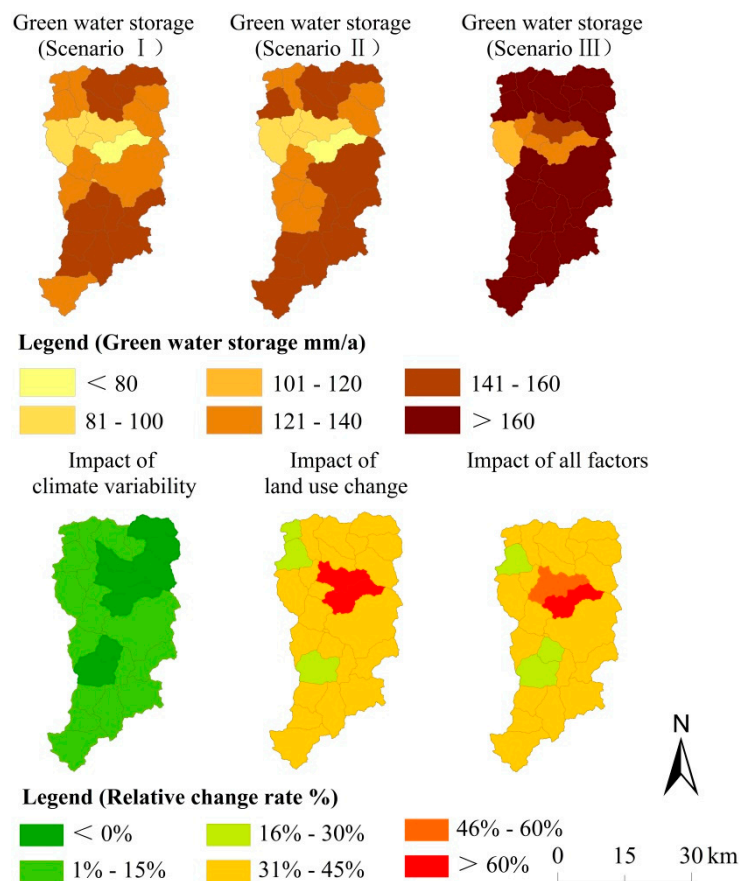 Green water storage
(Scenario Ⅰ)
Green water storage
(Scenario Ⅱ)
Green water storage
(Scenario Ⅲ)
Legend (Green water storage mm/a)
< 80
101 - 120
141 - 160
81 - 100
121 - 140
> 160
Impact of
climate variability
Impact of
land use change
Impact of all factors
N
Legend (Relative change rate %)
< 0%
16% - 30%
46% - 60%
1% - 15%
31% - 45%
> 60%
0 15 30 km